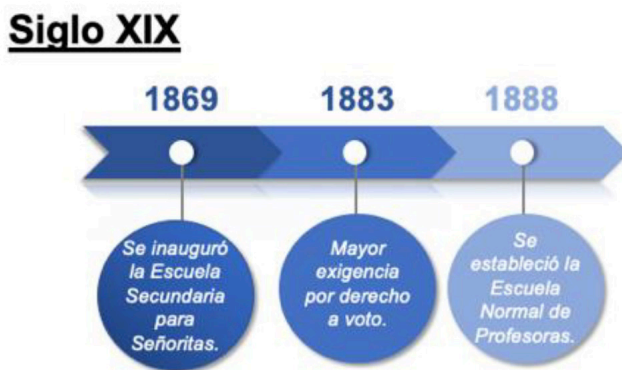 Siglo XIX
1869
1883
1888
Se inauguró
la Escuela
Secundaria
para
Señoritas.
Mayor
exigencia
por derecho
a voto.
Se
estableció la
Escuela
Normal de
Profesoras.